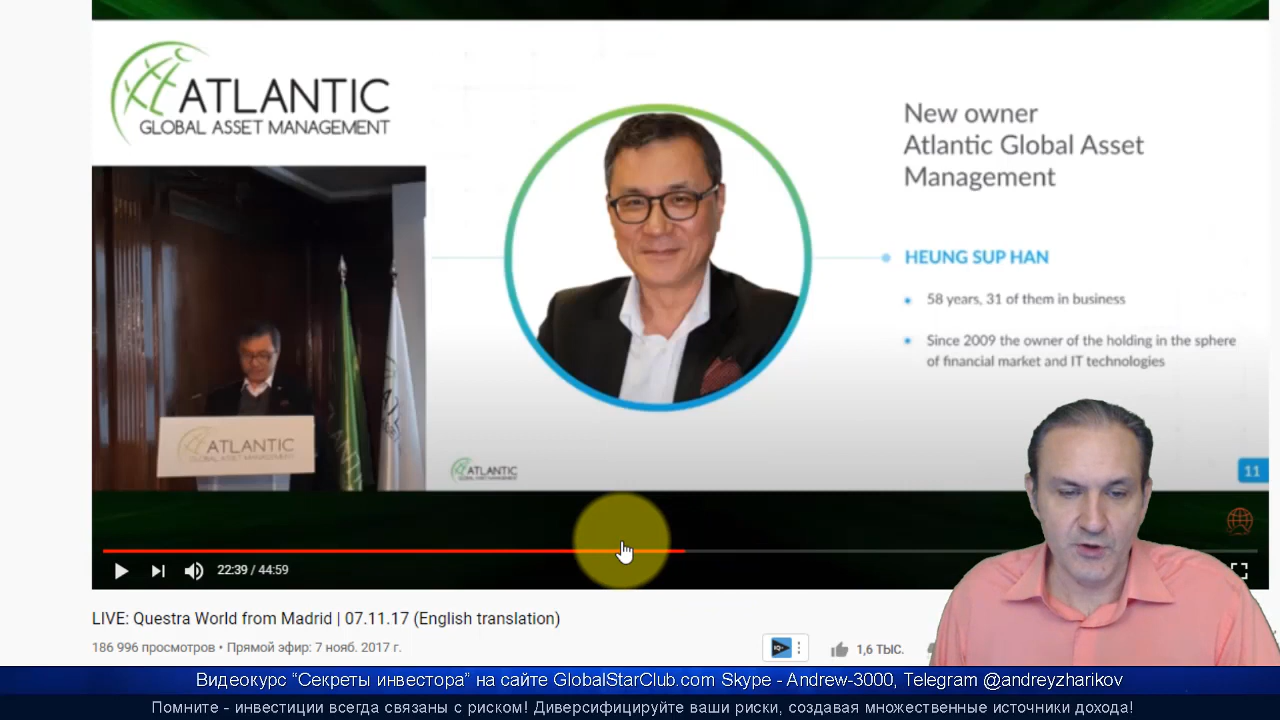 ATLANTIC
GLOBAL ASSET MANAGEMENT
New owner
Atlantic Global Asset
Management
HEUNG SUP HAN
58 years, 31 of them in business
Since 2009 the owner of the holding in the sphere
of financial market and IT technologies
ATLANTIC
GLOBAL ASSET MANAGEMENT
ATLANTIC
GLOBAL ASSET MANAGEMENT
11
22:39 / 44:59
LIVE: Questra World from Madrid | 07.11.17 (English translation)
186 996 просмотров • Прямой эфир: 7 нояб. 2017 г.
1,6 ТЫС.
Видеокурс “Секреты инвестора” на сайте GlobalStarClub.com Skype - Andrew-3000, Telegram @andreyzharikov
Помните - инвестиции всегда связаны с риском! Диверсифицируйте ваши риски, создавая множественные источники дохода!